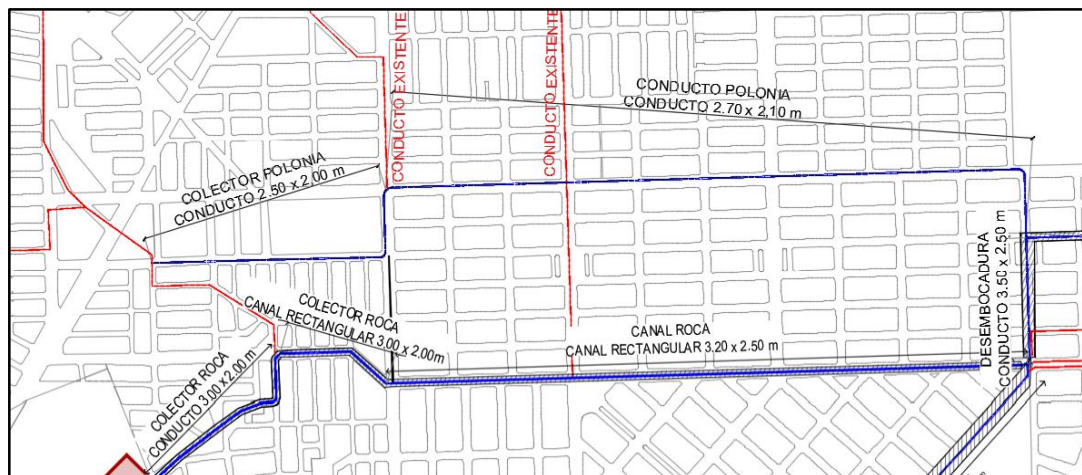 CONDUCTO EXISTENTE
CONDUCTO EXISTENTE
CONDUCTO POLONIA
CONDUCTO 2.70 x 2,10 m
COLECTOR POLONIA
CONDUCTO 2.50 x 2,00 m
COLECTOR ROCA
CANAL RECTANGULAR 3.00 x 2.00m
CANAL ROCA
CANAL RECTANGULAR 3.20 x 2.50 m
DESEMBOCADURA
CONDUCTO 3.50 x 2.50 m
COLECTOR ROCA
CONDUCTO 3.00 x 2.00 m